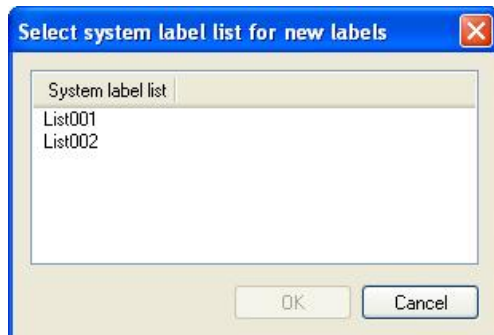 Select system label list for new labels
System label list
List001
List002
OK
Cancel